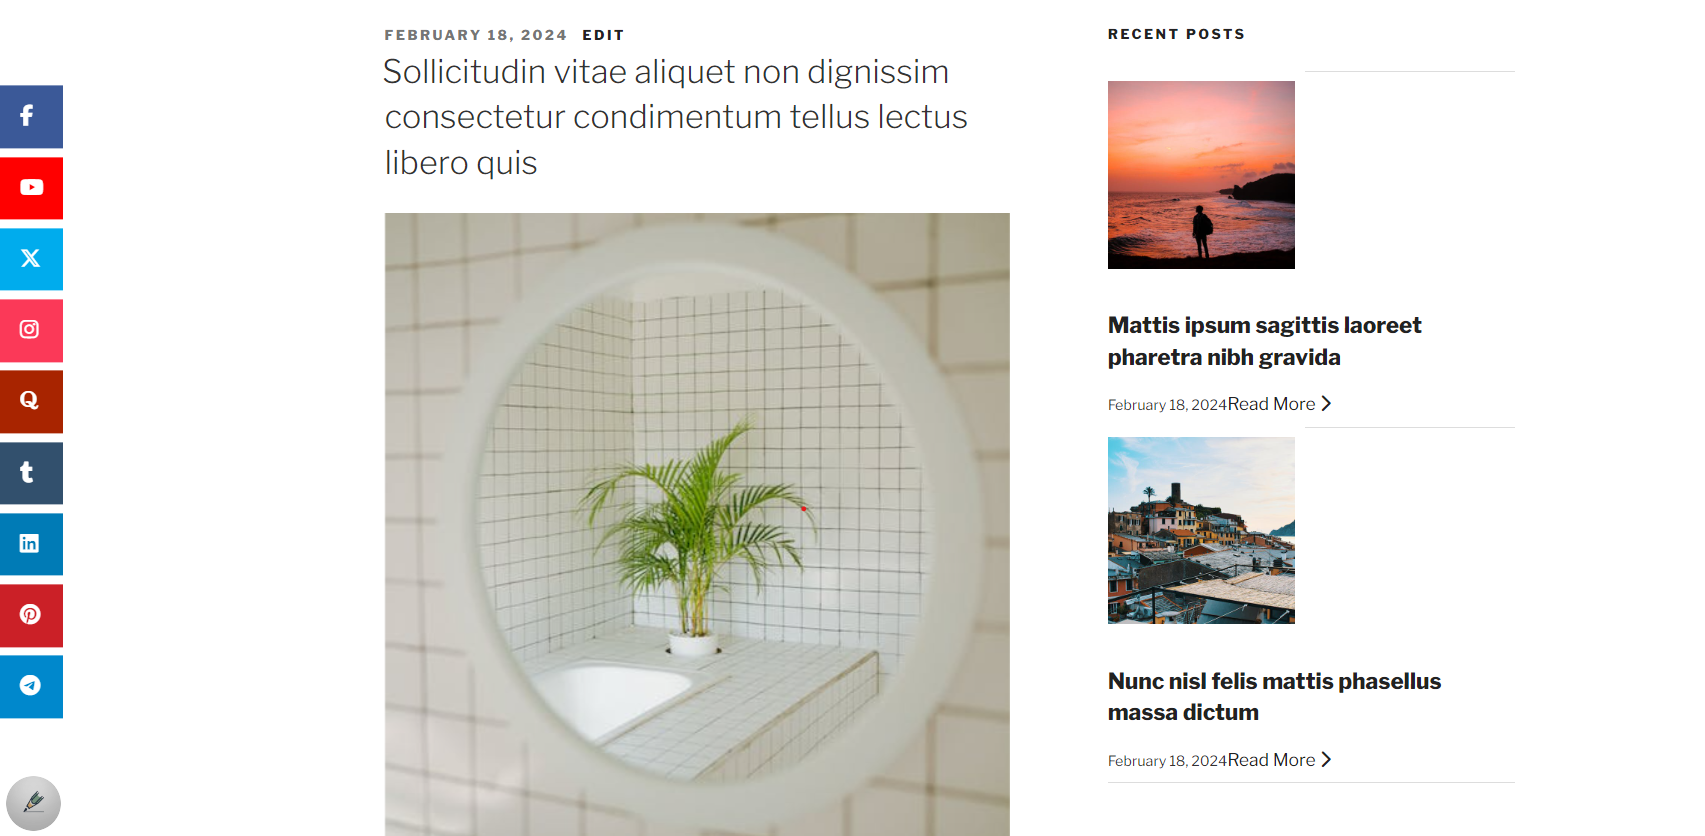 FEBRUARY 18, 2024 EDIT
Sollicitudin vitae aliquet non dignissim
consectetur condimentum tellus lectus
libero quis
RECENT POSTS
Mattis ipsum sagittis laoreet
pharetra nibh gravida
February 18, 2024Read More
Nunc nisl felis mattis phasellus
massa dictum
February 18, 2024Read More